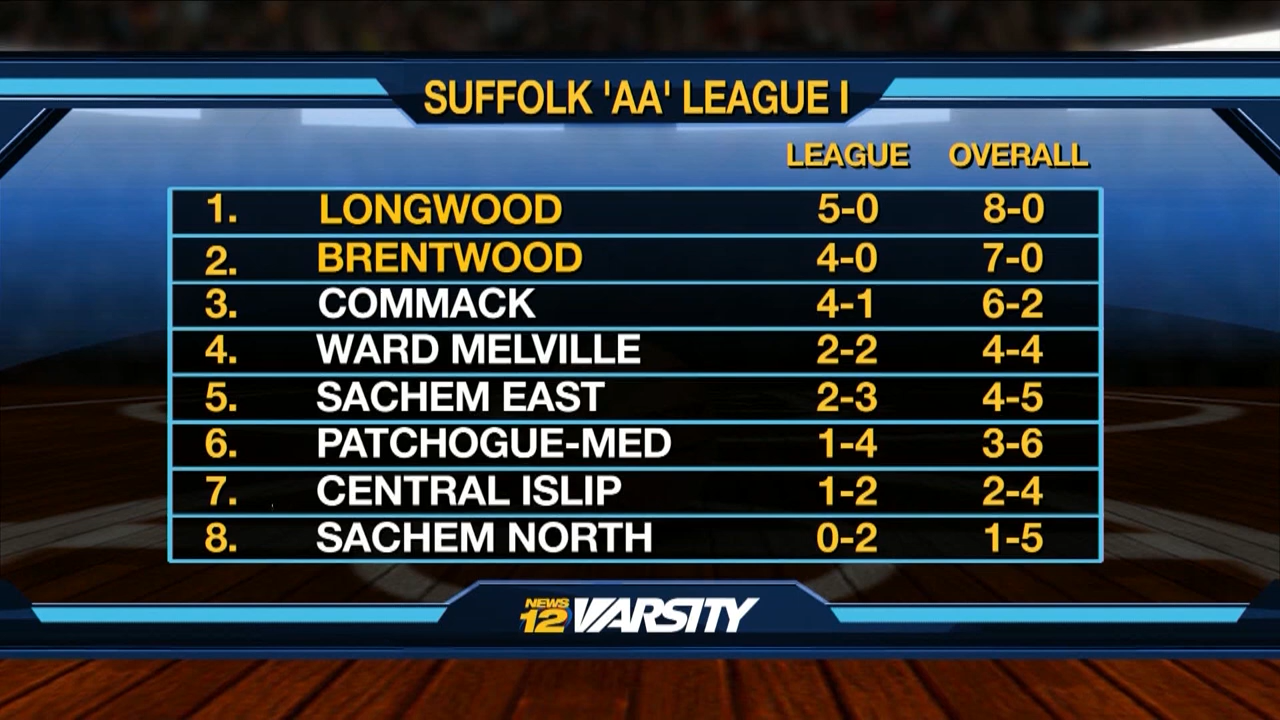 SUFFOLK 'AA' LEAGUE I
LEAGUE OVERALL
1. LONGWOOD 5-0 8-0
2. BRENTWOOD 4-0 7-0
3. COMMACK 4-1 6-2
4. WARD MELVILLE 2-2 4-4
5. SACHEM EAST 2-3 4-5
6. PATCHOGUE-MED 1-4 3-6
7. CENTRAL ISLIP 1-2 2-4
8. SACHEM NORTH 0-2 1-5
NEWS 12 VARSITY